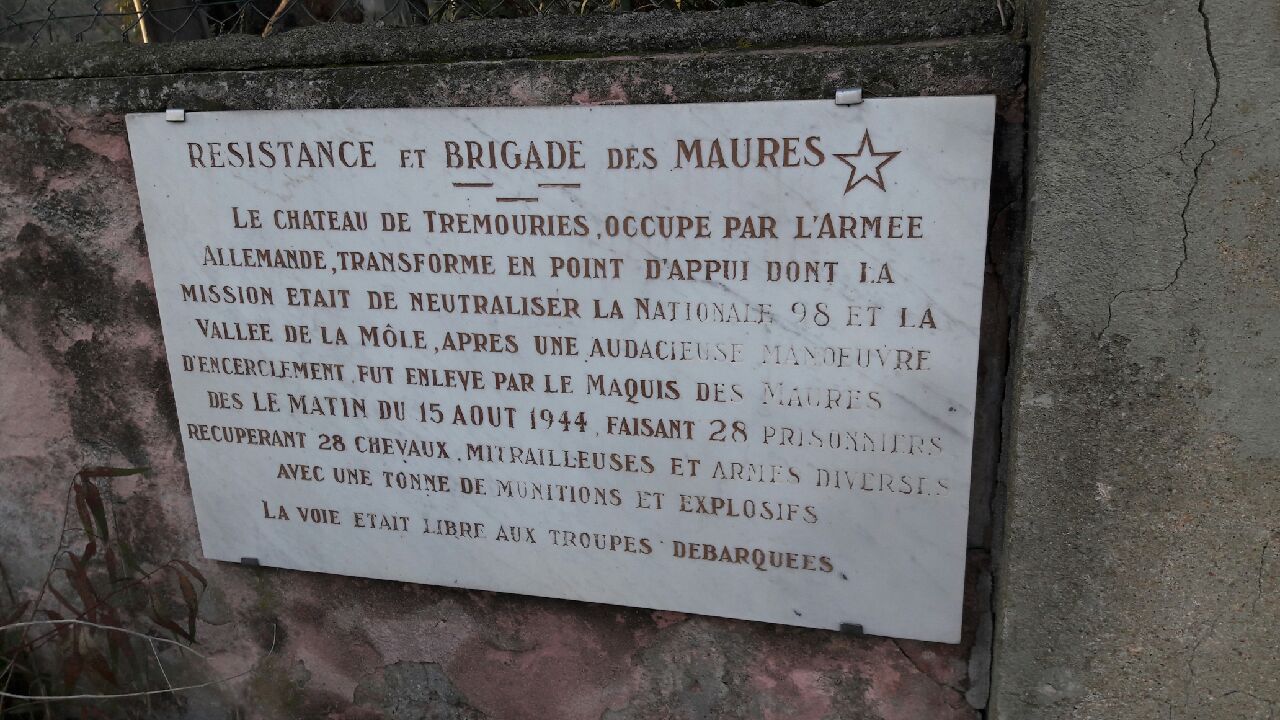 RESISTANCE ET BRIGADE DES MAURES
LE CHATEAU DE TREMOURIES, OCCUPE PAR L'ARMEE
ALLEMANDE, TRANSFORME EN POINT D'APPUI DONT LA
MISSION ETAIT DE NEUTRALISER LA NATIONALE 98 ET LA
VALLEE DE LA MÔLE, APRES UNE AUDACIEUSE MANOEUVRE
D'ENCERCLEMENT, FUT ENLEVE PAR LE MAQUIS DES MAURES
DES LE MATIN DU 15 AOUT 1944, FAISANT 28 PRISONNIERS
RECUPERANT 28 CHEVAUX, MITRAILLEUSES ET ARMES DIVERSES
AVEC UNE TONNE DE MUNITIONS ET EXPLOSIFS
LA VOIE ETAIT LIBRE AUX TROUPES DEBARQUEES.